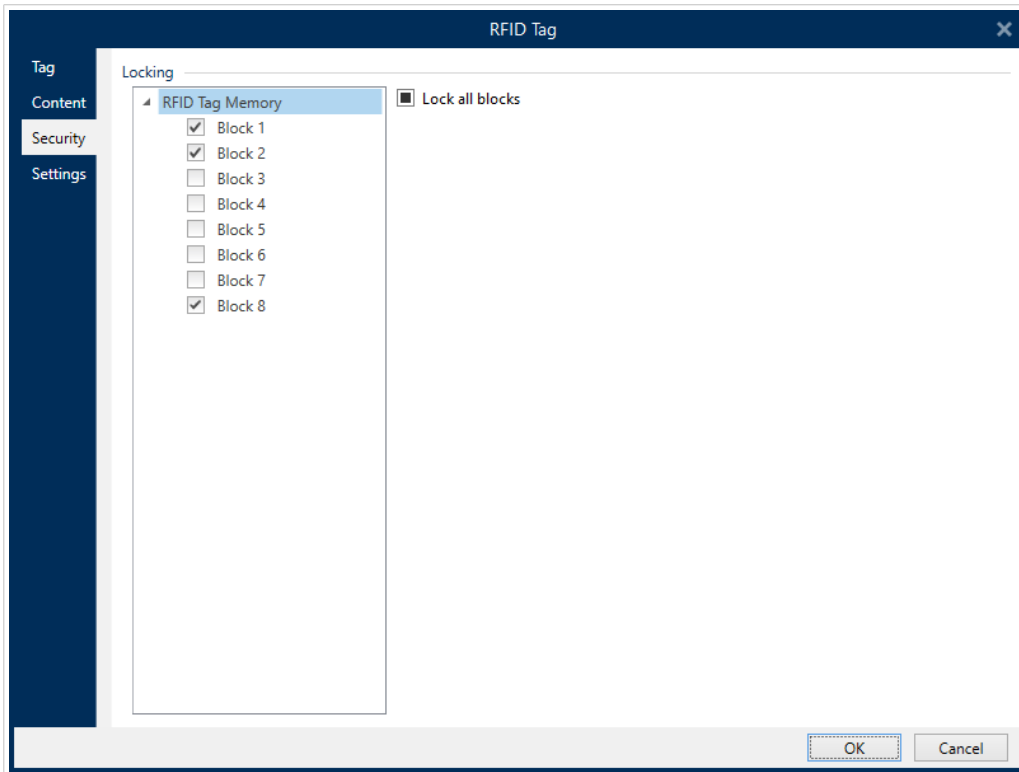 RFID Tag
Tag
Content
Security
Settings
Locking
RFID Tag Memory
Block 1
Block 2
Block 3
Block 4
Block 5
Block 6
Block 7
Block 8
Lock all blocks
OK
Cancel